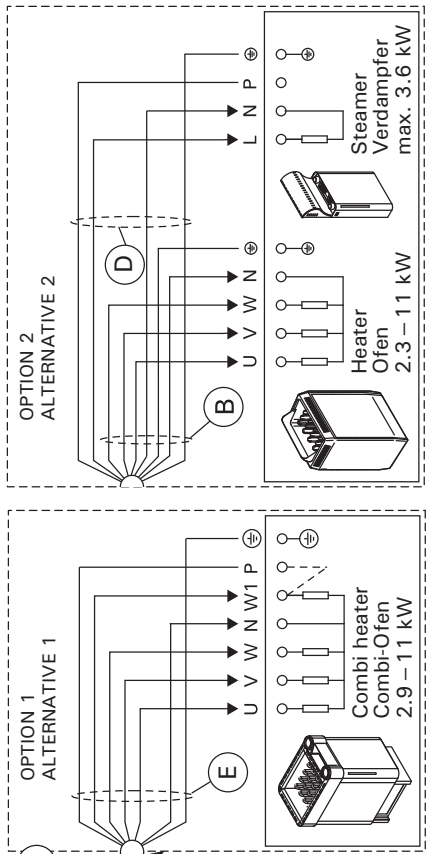 OPTION 1
ALTERNATIVE 1
E
U V W N W1 P
Combi heater
Combi-Ofen
2.9 – 11 kW
OPTION 2
ALTERNATIVE 2
B
D
U V W N
L N P
Heater
Ofen
2.3 – 11 kW
Steamer
Verdampfer
max. 3.6 kW